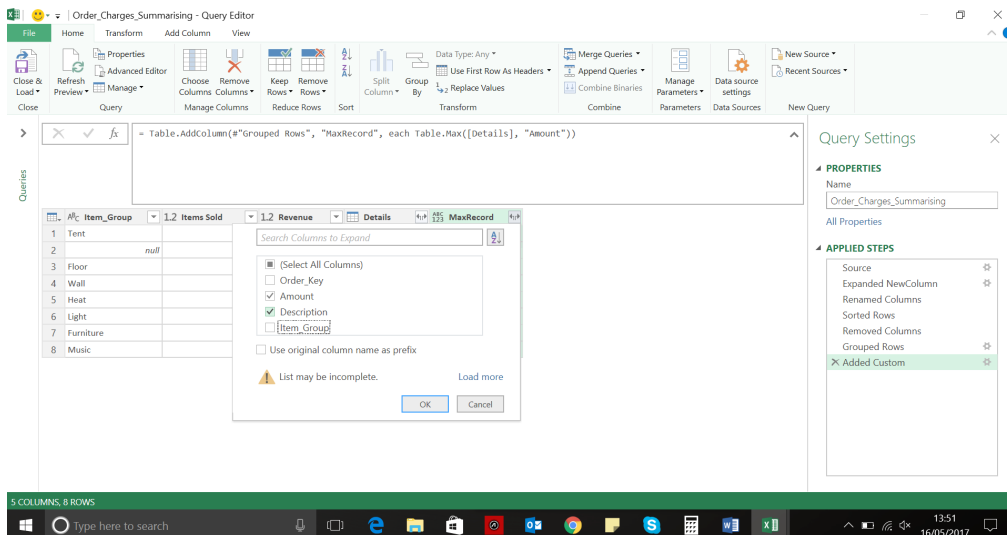 Order_Charges_Summarising - Query Editor
File Home Transform Add Column View
Close & Load
Close
Refresh Preview
Properties
Advanced Editor
Manage
Query
Choose Columns
Remove Columns
Manage Columns
Keep Rows
Remove Rows
Reduce Rows
Sort
Split Column
Group By
Data Type: Any
Use First Row As Headers
1→2 Replace Values
Transform
Merge Queries
Append Queries
Combine Binaries
Combine
Manage Parameters
Parameters
Data source settings
Data Sources
New Source
Recent Sources
New Query
fx = Table.AddColumn(#"Grouped Rows", "MaxRecord", each Table.Max([Details], "Amount"))
Queries
ABC Item_Group 1.2 Items Sold 1.2 Revenue Details ABC 123 MaxRecord
1 Tent
2 null
3 Floor
4 Wall
5 Heat
6 Light
7 Furniture
8 Music
Search Columns to Expand
(Select All Columns)
Order_Key
Amount
Description
Item_Group
Use original column name as prefix
List may be incomplete. Load more
OK Cancel
Query Settings
PROPERTIES
Name
Order_Charges_Summarising
All Properties
APPLIED STEPS
Source
Expanded NewColumn
Renamed Columns
Sorted Rows
Removed Columns
Grouped Rows
Added Custom
5 COLUMNS, 8 ROWS
Type here to search
13:51
16/05/2017